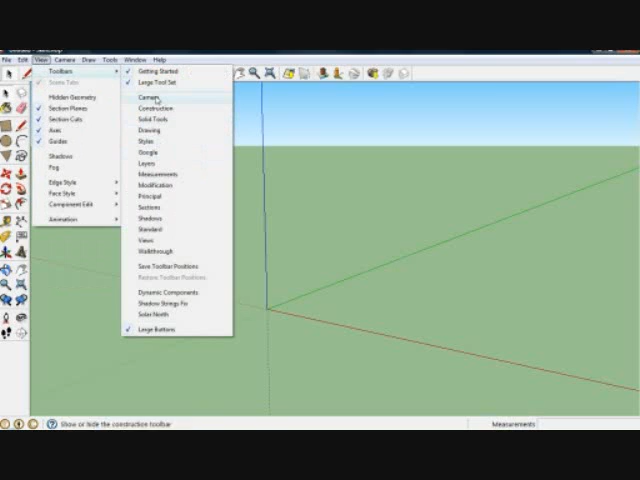 File Edit View Camera Draw Tools Window Help
Toolbars
Scene Tabs
Hidden Geometry
Section Planes
Section Cuts
Axes
Guides
Shadows
Fog
Edge Style
Face Style
Component Edit
Animation
Getting Started
Large Tool Set
Camera
Construction
Solid Tools
Drawing
Styles
Google
Layers
Measurements
Modification
Principal
Sections
Shadows
Standard
Views
Walkthrough
Save Toolbar Positions
Restore Toolbar Positions
Dynamic Components
Shadow Strings Fix
Solar North
Large Buttons
Show or hide the construction toolbar
Measurements